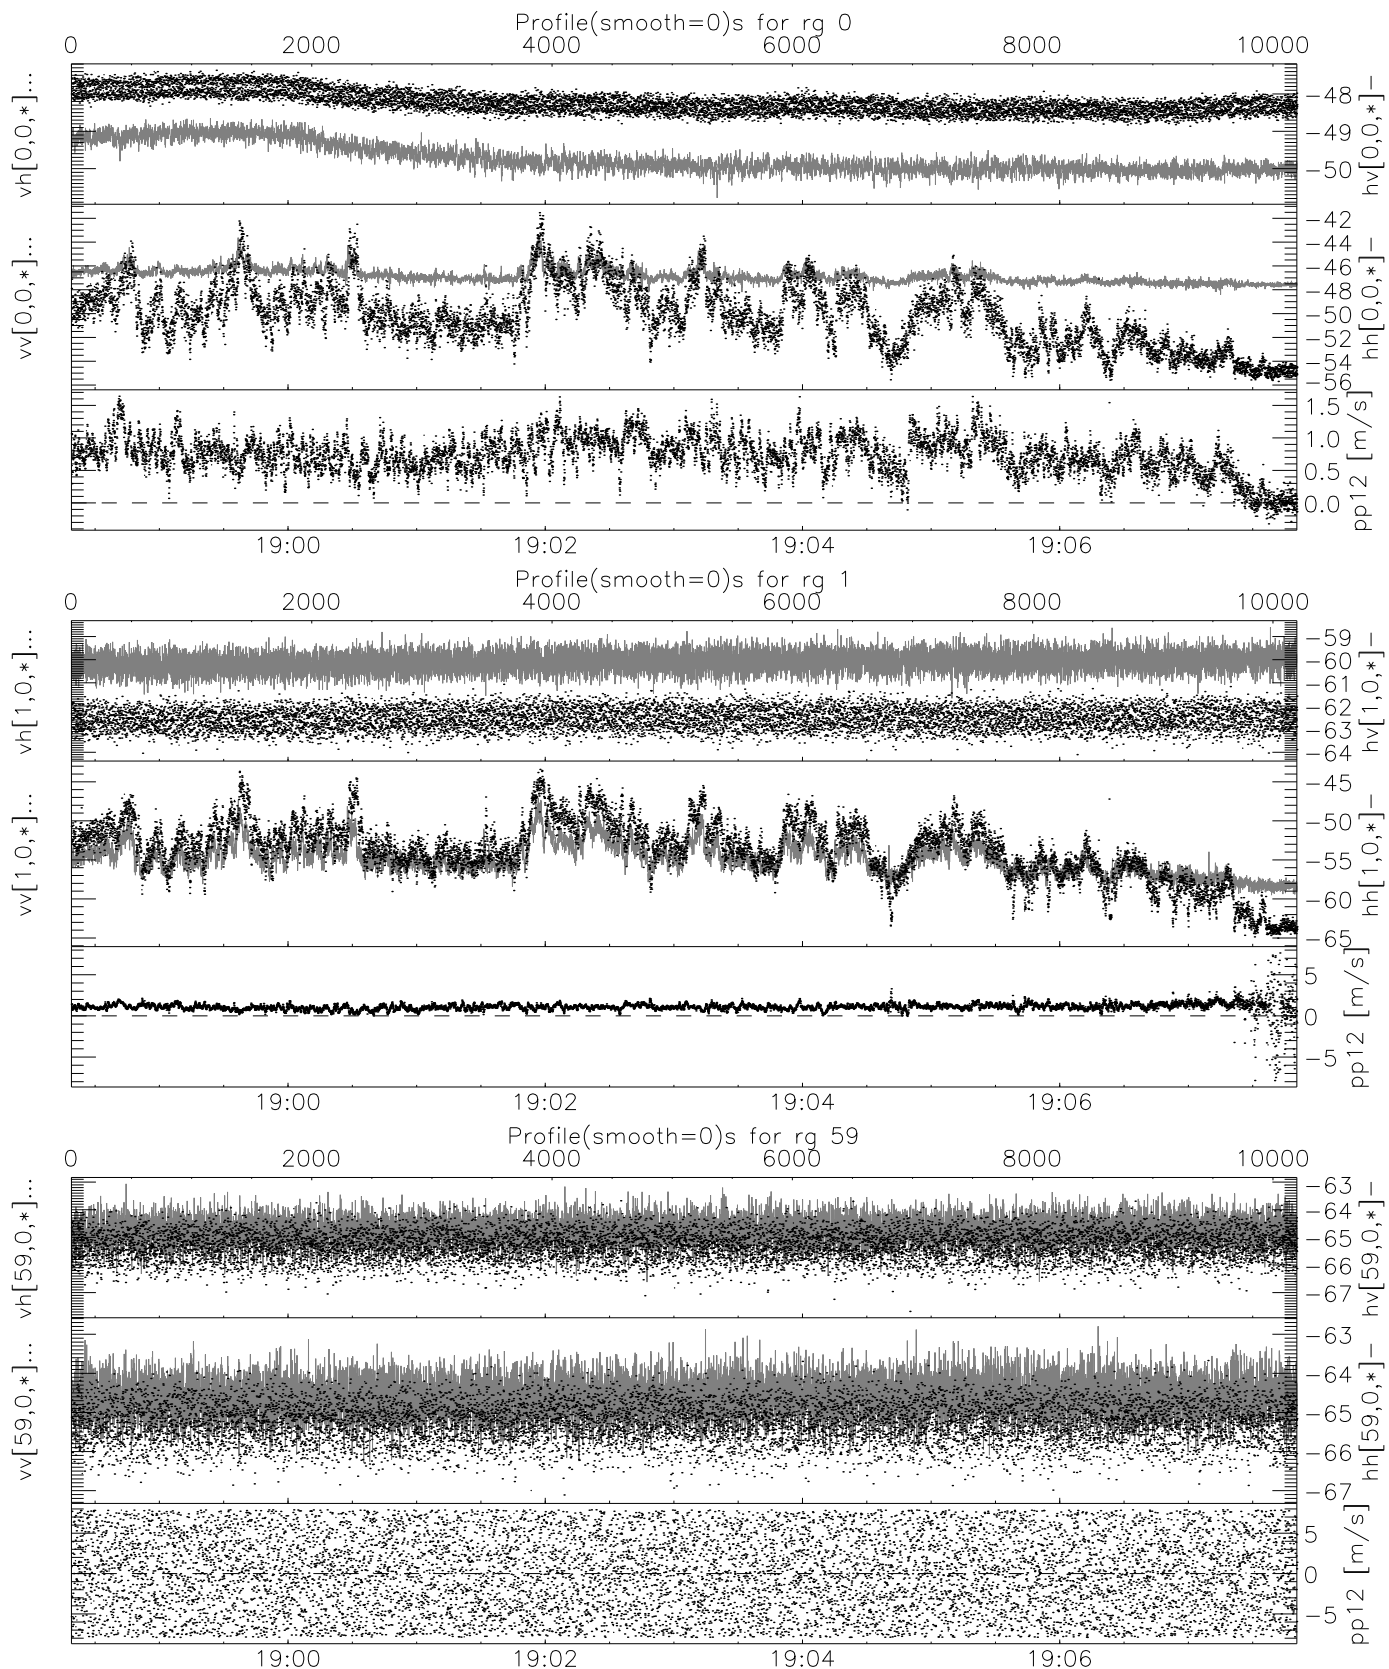 Profile(smooth=0)s for rg 0
0 2000 4000 6000 8000 10000
vh[0,0,*]...
-48
-49
-50
hv[0,0,*]-
vv[0,0,*]...
-42
-44
-46
-48
-50
-52
-54
-56
hh[0,0,*]-
1.5
1.0
0.5
0.0
pp12 [m/s]
19:00 19:02 19:04 19:06
Profile(smooth=0)s for rg 1
0 2000 4000 6000 8000 10000
vh[1,0,*]...
-59
-60
-61
-62
-63
-64
hv[1,0,*]-
vv[1,0,*]...
-45
-50
-55
-60
-65
hh[1,0,*]-
5
0
-5
pp12 [m/s]
19:00 19:02 19:04 19:06
Profile(smooth=0)s for rg 59
0 2000 4000 6000 8000 10000
vh[59,0,*]...
-63
-64
-65
-66
-67
hv[59,0,*]-
vv[59,0,*]...
-63
-64
-65
-66
-67
hh[59,0,*]-
5
0
-5
pp12 [m/s]
19:00 19:02 19:04 19:06